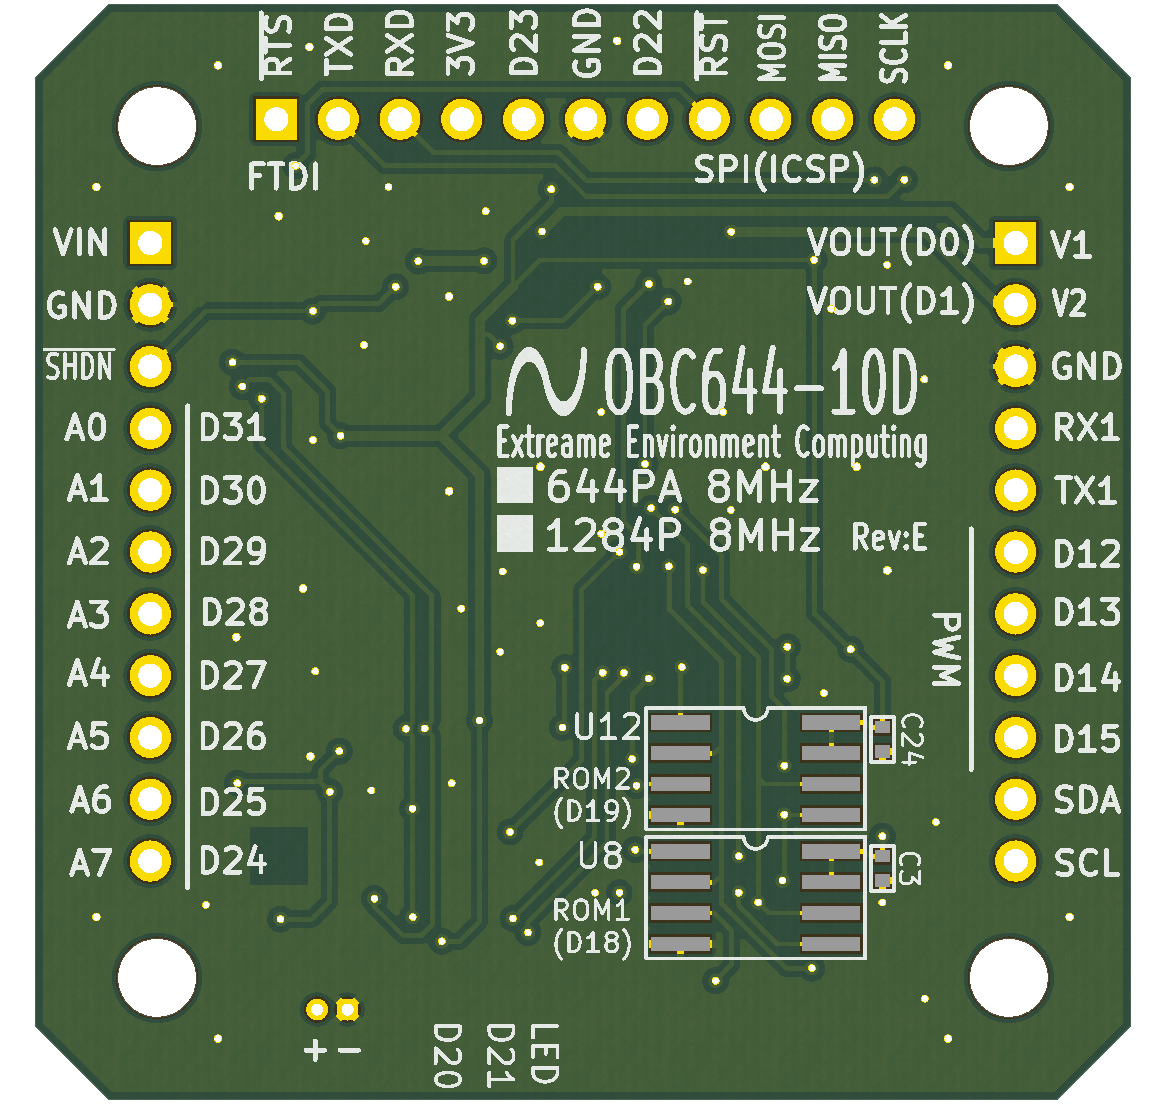 RTS TXD RXD 3V3 D23 GND D22 RST MOSI MISO SCLK
FTDI SPI(ICSP)
VIN VOUT(D0) V1
GND VOUT(D1) V2
SHDN GND
OBC644-10D
A0 D31 RX1
Extreame Environment Computing
A1 D30 644PA 8MHz TX1
A2 D29 1284P 8MHz Rev:E D12
A3 D28 D13
PWM
A4 D27 D14
A5 D26 U12 C24 D15
ROM2
A6 D25 (D19) SDA
A7 D24 U8 C3 SCL
ROM1
(D18)
+ - D20 D21 LED